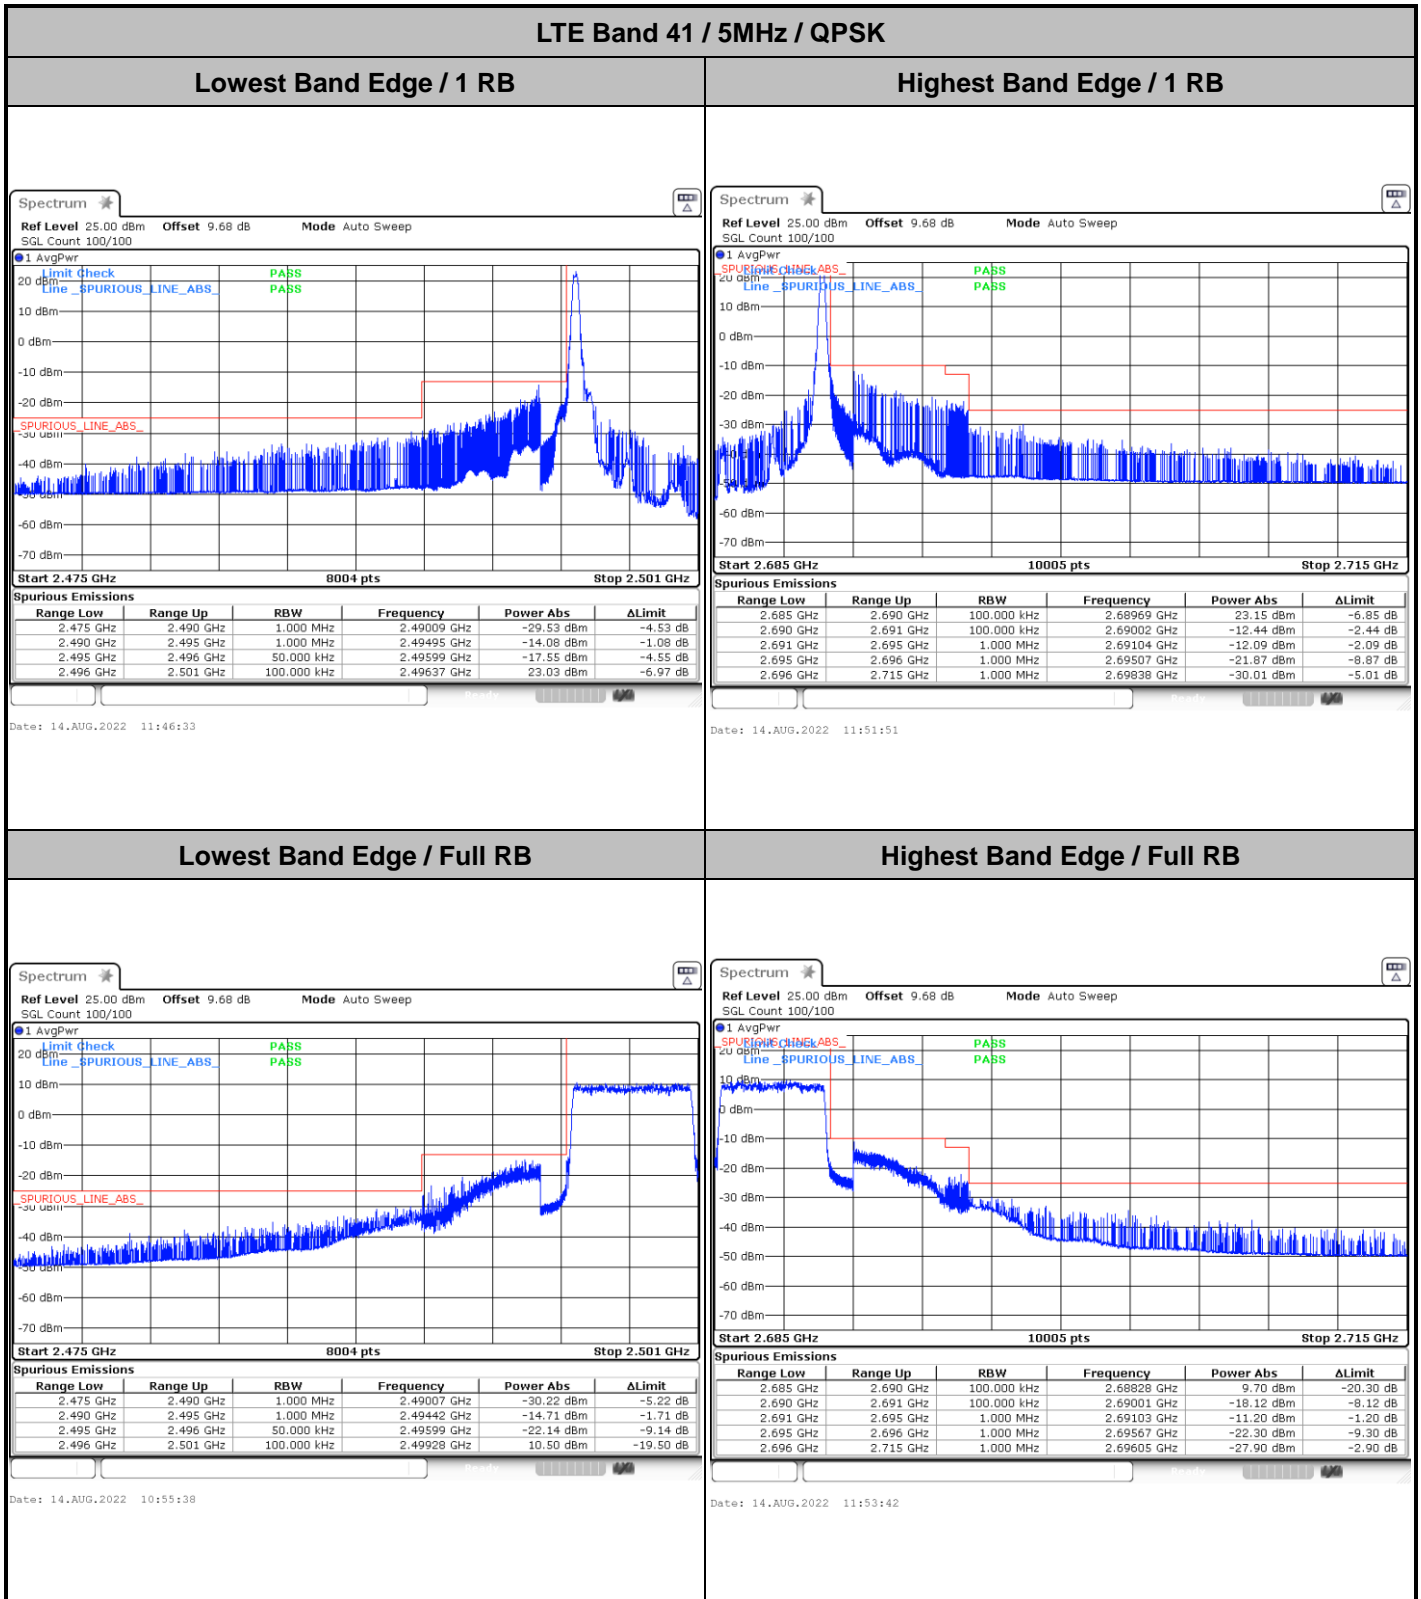 LTE Band 41 / 5MHz / QPSK
Lowest Band Edge / 1 RB
Highest Band Edge / 1 RB
Spectrum
Ref Level 25.00 dBm Offset 9.68 dB Mode Auto Sweep
SGL Count 100/100
1 AvgPwr
Limit Check PASS
Line _SPURIOUS_LINE_ABS_ PASS
20 dBm
10 dBm
0 dBm
-10 dBm
-20 dBm
_SPURIOUS_LINE_ABS_
-30 dBm
-40 dBm
-50 dBm
-60 dBm
-70 dBm
Start 2.475 GHz 8004 pts Stop 2.501 GHz
Spurious Emissions
Range Low Range Up RBW Frequency Power Abs ΔLimit
2.475 GHz 2.490 GHz 1.000 MHz 2.49009 GHz -29.53 dBm -4.53 dB
2.490 GHz 2.495 GHz 1.000 MHz 2.49495 GHz -14.08 dBm -1.08 dB
2.495 GHz 2.496 GHz 50.000 kHz 2.49599 GHz -17.55 dBm -4.55 dB
2.496 GHz 2.501 GHz 100.000 kHz 2.49637 GHz 23.03 dBm -6.97 dB
Ready
Date: 14.AUG.2022 11:46:33
Spectrum
Ref Level 25.00 dBm Offset 9.68 dB Mode Auto Sweep
SGL Count 100/100
1 AvgPwr
_SPURIOUS_LINE_ABS_
Limit Check PASS
Line _SPURIOUS_LINE_ABS_ PASS
20 dBm
10 dBm
0 dBm
-10 dBm
-20 dBm
-30 dBm
-40 dBm
-50 dBm
-60 dBm
-70 dBm
Start 2.685 GHz 10005 pts Stop 2.715 GHz
Spurious Emissions
Range Low Range Up RBW Frequency Power Abs ΔLimit
2.685 GHz 2.690 GHz 100.000 kHz 2.68969 GHz 23.15 dBm -6.85 dB
2.690 GHz 2.691 GHz 100.000 kHz 2.69002 GHz -12.44 dBm -2.44 dB
2.691 GHz 2.695 GHz 1.000 MHz 2.69104 GHz -12.09 dBm -2.09 dB
2.695 GHz 2.696 GHz 1.000 MHz 2.69507 GHz -21.87 dBm -8.87 dB
2.696 GHz 2.715 GHz 1.000 MHz 2.69838 GHz -30.01 dBm -5.01 dB
Ready
Date: 14.AUG.2022 11:51:51
Lowest Band Edge / Full RB
Highest Band Edge / Full RB
Spectrum
Ref Level 25.00 dBm Offset 9.68 dB Mode Auto Sweep
SGL Count 100/100
1 AvgPwr
Limit Check PASS
Line _SPURIOUS_LINE_ABS_ PASS
20 dBm
10 dBm
0 dBm
-10 dBm
-20 dBm
_SPURIOUS_LINE_ABS_
-30 dBm
-40 dBm
-50 dBm
-60 dBm
-70 dBm
Start 2.475 GHz 8004 pts Stop 2.501 GHz
Spurious Emissions
Range Low Range Up RBW Frequency Power Abs ΔLimit
2.475 GHz 2.490 GHz 1.000 MHz 2.49007 GHz -30.22 dBm -5.22 dB
2.490 GHz 2.495 GHz 1.000 MHz 2.49442 GHz -14.71 dBm -1.71 dB
2.495 GHz 2.496 GHz 50.000 kHz 2.49599 GHz -22.14 dBm -9.14 dB
2.496 GHz 2.501 GHz 100.000 kHz 2.49928 GHz 10.50 dBm -19.50 dB
Ready
Date: 14.AUG.2022 10:55:38
Spectrum
Ref Level 25.00 dBm Offset 9.68 dB Mode Auto Sweep
SGL Count 100/100
1 AvgPwr
_SPURIOUS_LINE_ABS_
Limit Check PASS
Line _SPURIOUS_LINE_ABS_ PASS
20 dBm
10 dBm
0 dBm
-10 dBm
-20 dBm
-30 dBm
-40 dBm
-50 dBm
-60 dBm
-70 dBm
Start 2.685 GHz 10005 pts Stop 2.715 GHz
Spurious Emissions
Range Low Range Up RBW Frequency Power Abs ΔLimit
2.685 GHz 2.690 GHz 100.000 kHz 2.68828 GHz 9.70 dBm -20.30 dB
2.690 GHz 2.691 GHz 100.000 kHz 2.69001 GHz -18.12 dBm -8.12 dB
2.691 GHz 2.695 GHz 1.000 MHz 2.69103 GHz -11.20 dBm -1.20 dB
2.695 GHz 2.696 GHz 1.000 MHz 2.69567 GHz -22.30 dBm -9.30 dB
2.696 GHz 2.715 GHz 1.000 MHz 2.69605 GHz -27.90 dBm -2.90 dB
Ready
Date: 14.AUG.2022 11:53:42